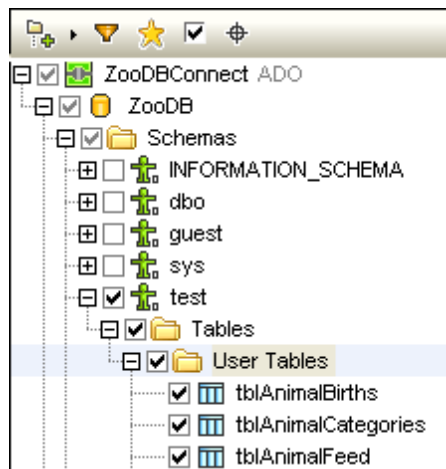 ZooDBConnect ADO
ZooDB
Schemas
INFORMATION_SCHEMA
dbo
guest
sys
test
Tables
User Tables
tblAnimalBirths
tblAnimalCategories
tblAnimalFeed